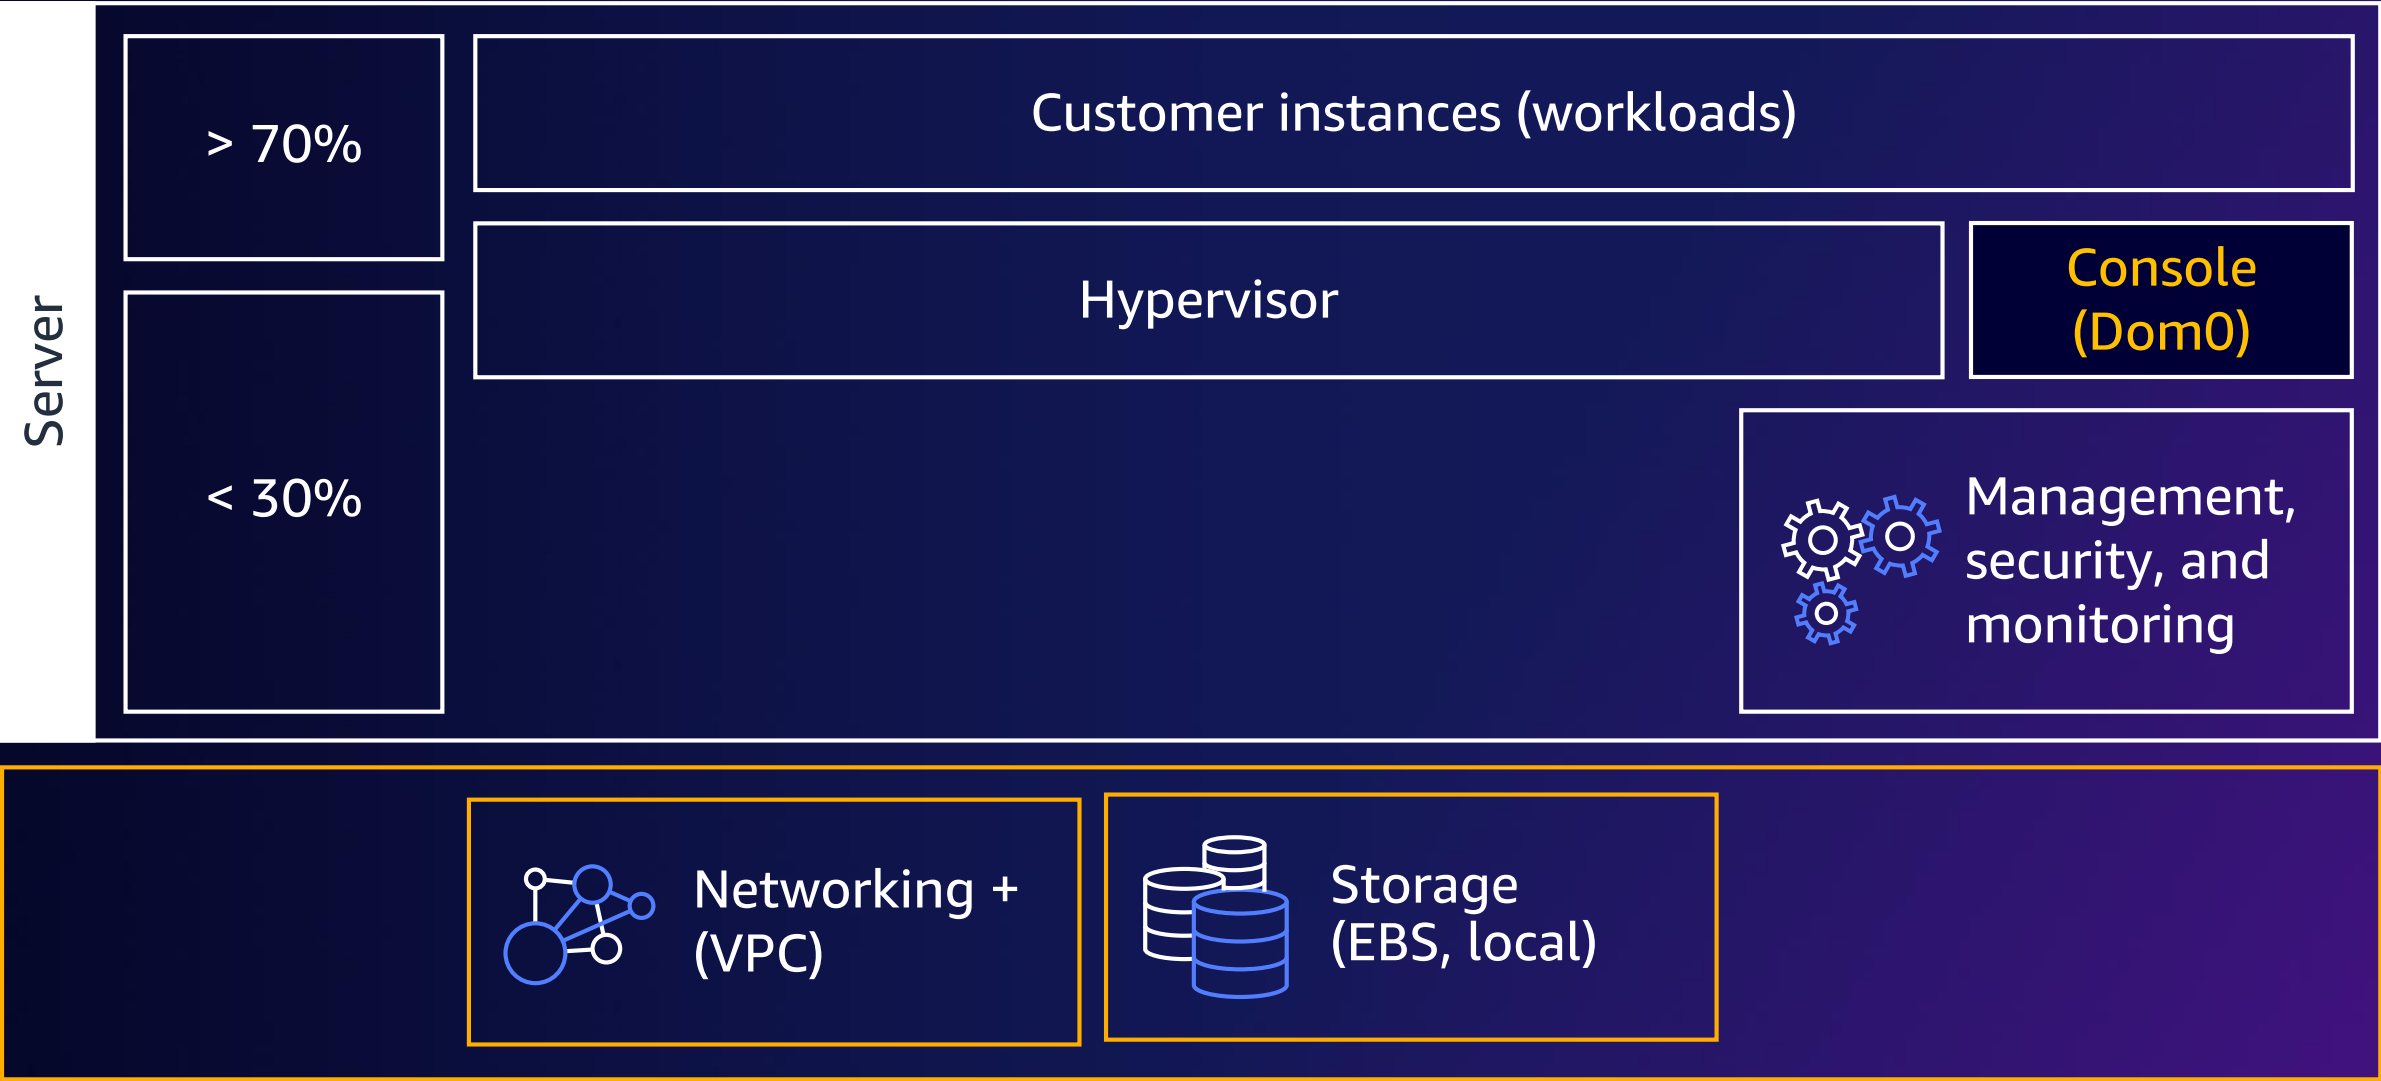 Server
> 70%
Customer instances (workloads)
Hypervisor
Console
(Dom0)
< 30%
Management,
security, and
monitoring
Networking +
(VPC)
Storage
(EBS, local)